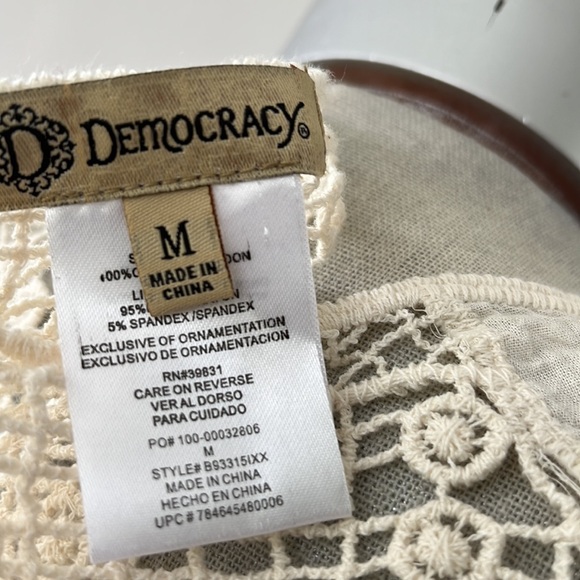 D DEMOCRACY®
M
MADE IN
CHINA
100%
95%
5% SPANDEX /SPANDEX
EXCLUSIVE OF ORNAMENTATION
EXCLUSIVO DE ORNAMENTACIÓN
RN#39831
CARE ON REVERSE
VER AL DORSO
PARA CUIDADO
PO# 100-00032806
M
STYLE# B93315IXX
MADE IN CHINA
HECHO EN CHINA
UPC # 784645480006